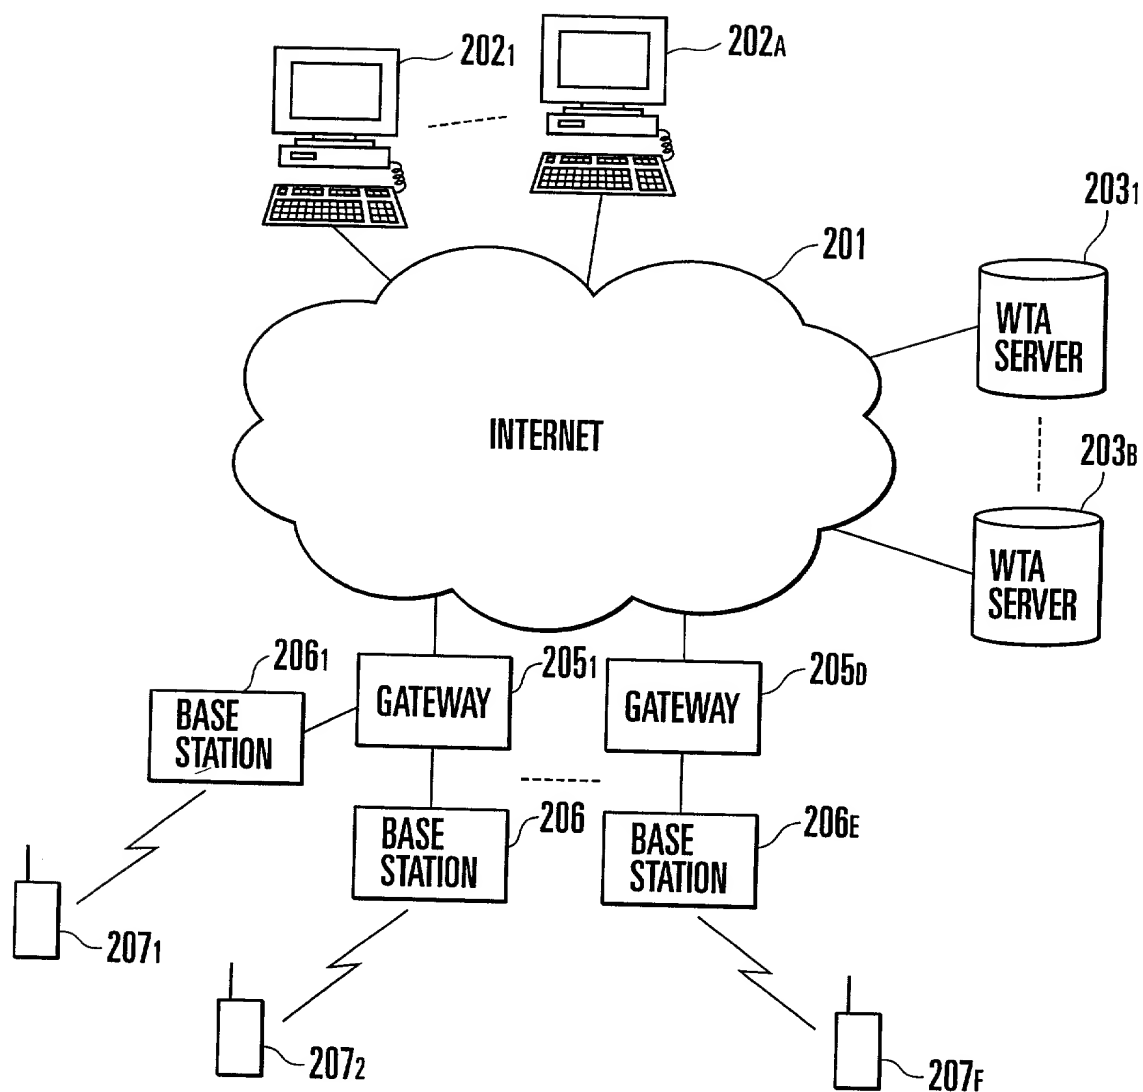 202₁
202A
201
203₁
WTA
SERVER
INTERNET
203B
WTA
SERVER
206₁
205₁
205D
BASE
STATION
GATEWAY
GATEWAY
206
206E
BASE
STATION
BASE
STATION
207₁
207₂
207F